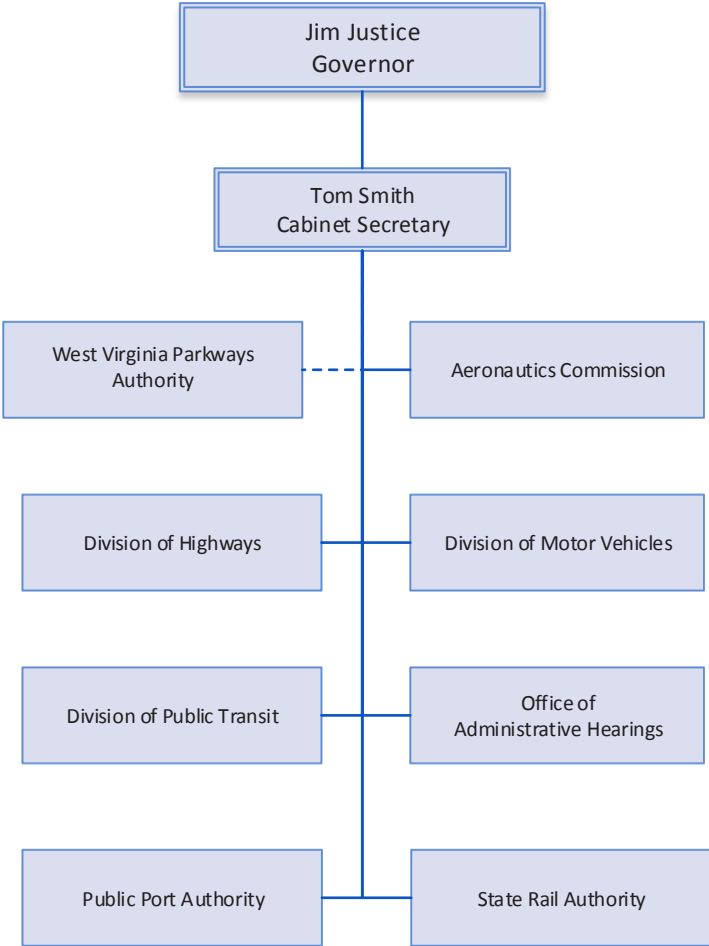 Jim Justice
Governor
Tom Smith
Cabinet Secretary
West Virginia Parkways
Authority
Aeronautics Commission
Division of Highways
Division of Motor Vehicles
Division of Public Transit
Office of
Administrative Hearings
Public Port Authority
State Rail Authority